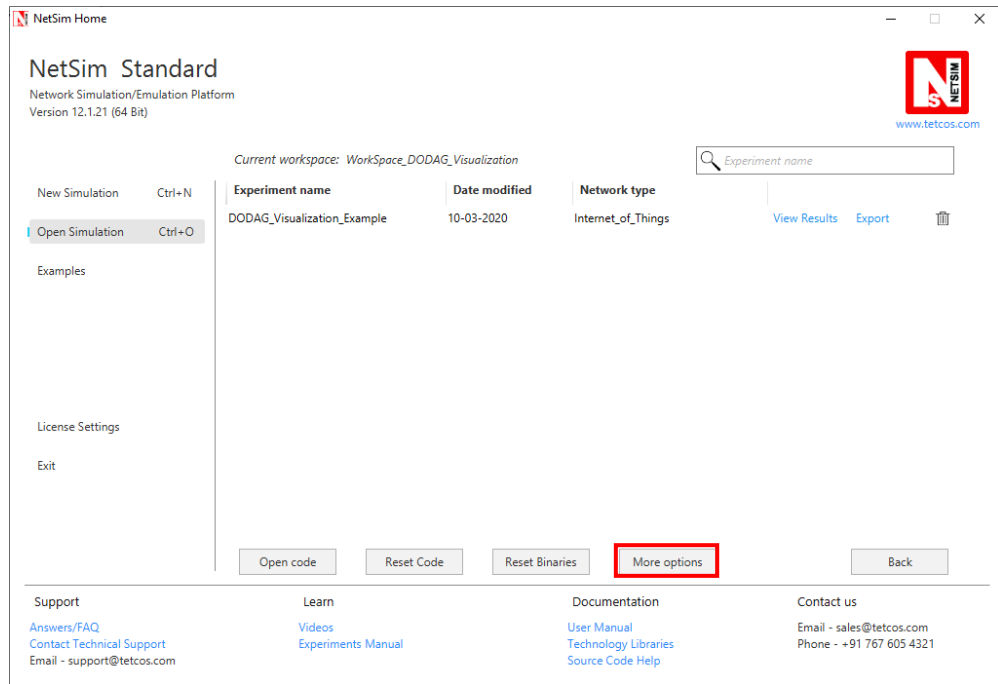 NetSim Home
NetSim Standard
Network Simulation/Emulation Platform
Version 12.1.21 (64 Bit)
NETSIM
www.tetcos.com
Current workspace: WorkSpace_DODAG_Visualization
Experiment name
New Simulation Ctrl+N
Open Simulation Ctrl+O
Examples
License Settings
Exit
Experiment name Date modified Network type
DODAG_Visualization_Example 10-03-2020 Internet_of_Things View Results Export
Open code Reset Code Reset Binaries More options Back
Support
Answers/FAQ
Contact Technical Support
Email - support@tetcos.com
Learn
Videos
Experiments Manual
Documentation
User Manual
Technology Libraries
Source Code Help
Contact us
Email - sales@tetcos.com
Phone - +91 767 605 4321